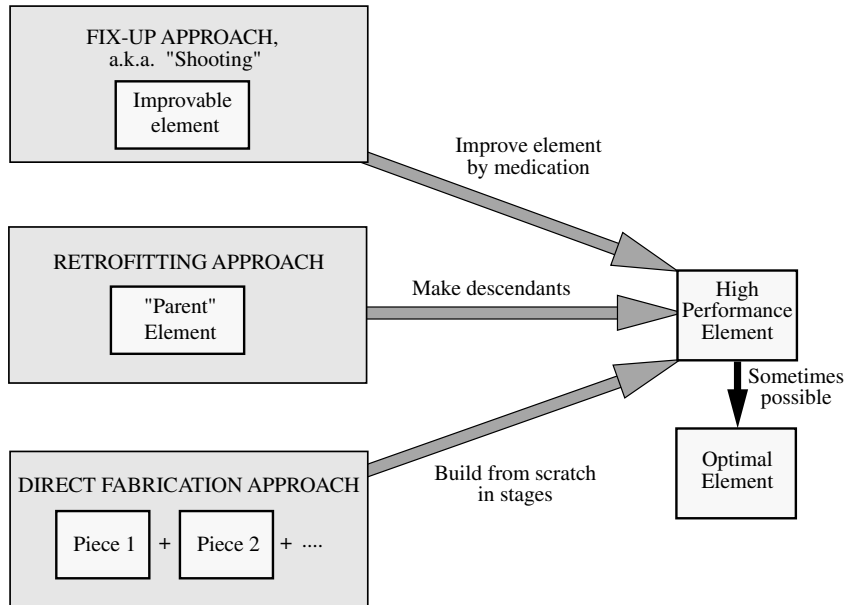 FIX-UP APPROACH,
a.k.a. "Shooting"
Improvable
element
Improve element
by medication
RETROFITTING APPROACH
"Parent"
Element
Make descendants
High
Performance
Element
Sometimes
possible
Optimal
Element
DIRECT FABRICATION APPROACH
Piece 1 + Piece 2 + ....
Build from scratch
in stages